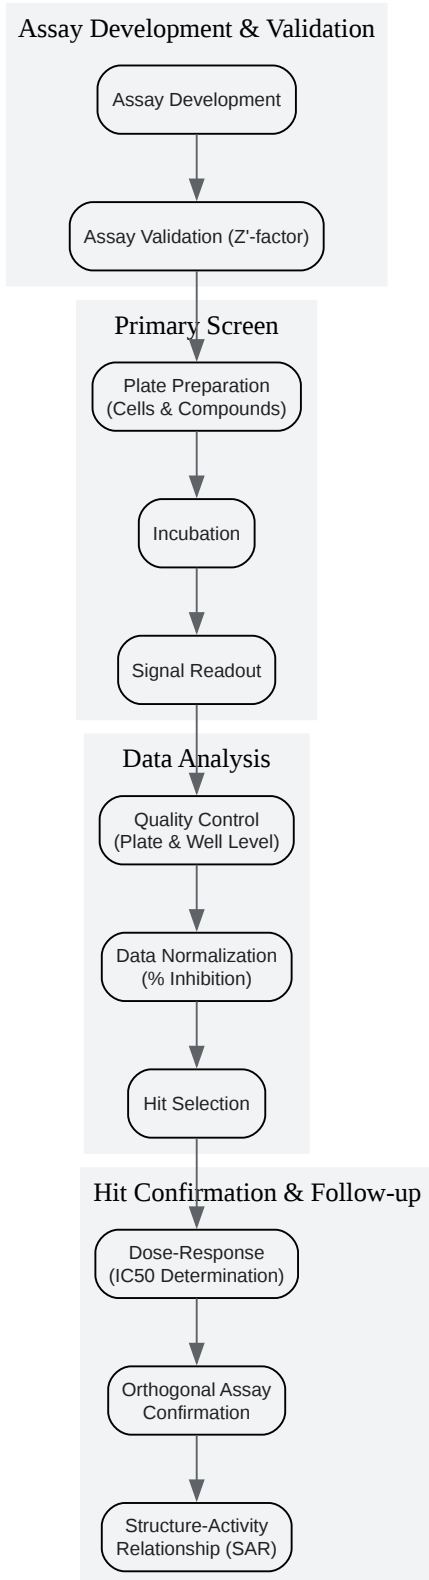 Assay Development & Validation
Assay Development
Assay Validation (Z'-factor)
Primary Screen
Plate Preparation
(Cells & Compounds)
Incubation
Signal Readout
Data Analysis
Quality Control
(Plate & Well Level)
Data Normalization
(% Inhibition)
Hit Selection
Hit Confirmation & Follow-up
Dose-Response
(IC50 Determination)
Orthogonal Assay
Confirmation
Structure-Activity
Relationship (SAR)